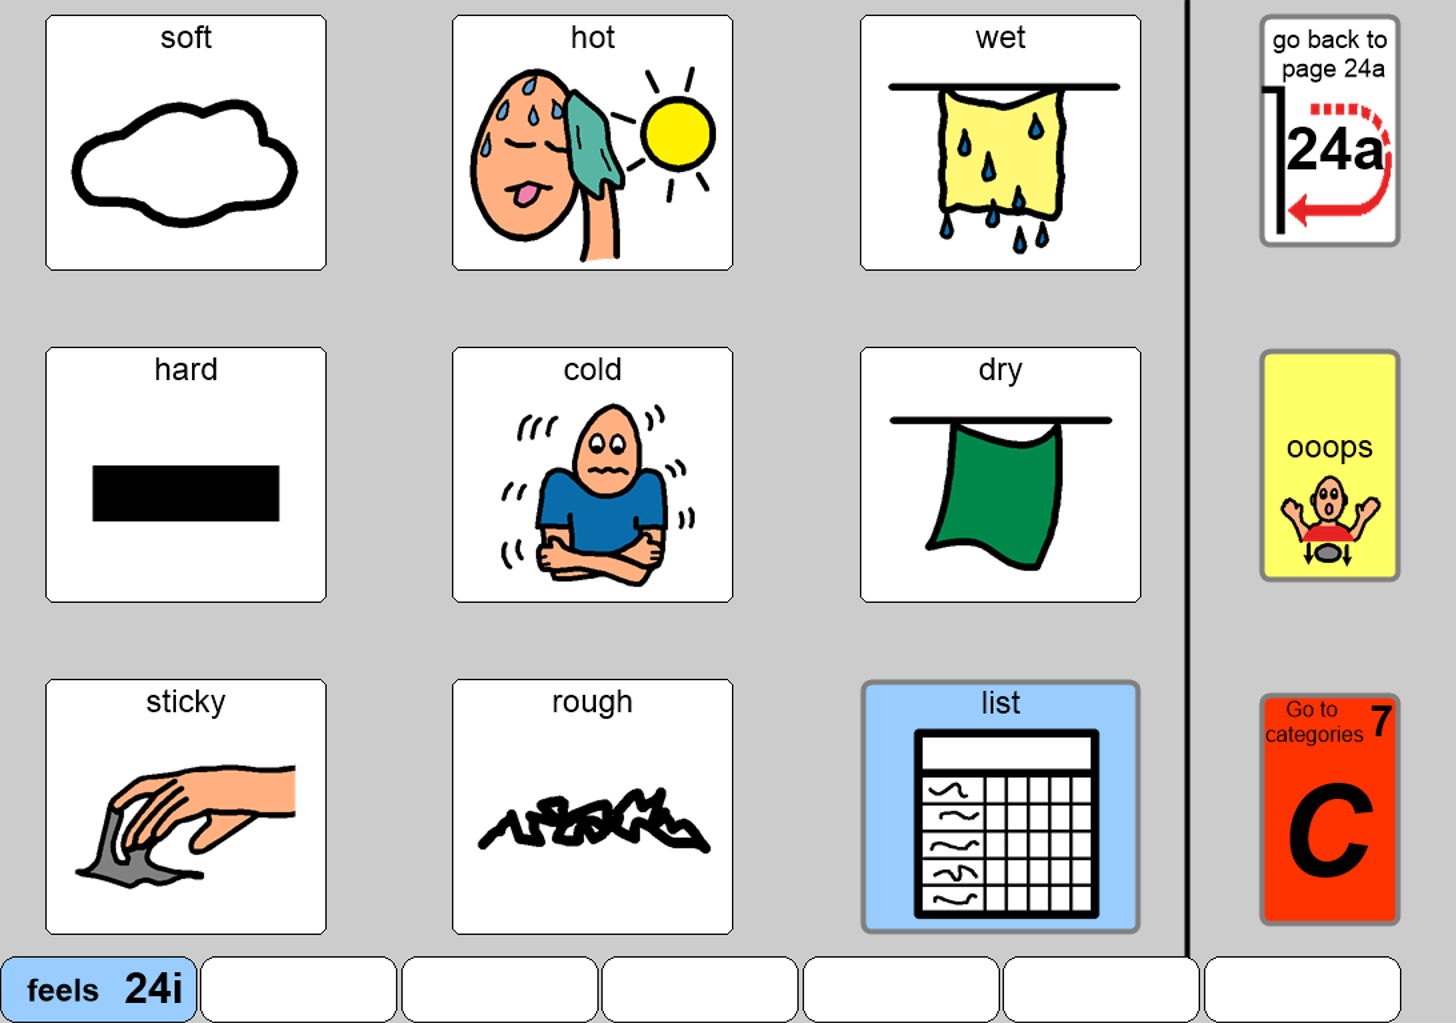 soft
hot
wet
go back to
page 24a
24a
hard
cold
dry
ooops
sticky
rough
list
Go to
categories 7
C
feels 24i